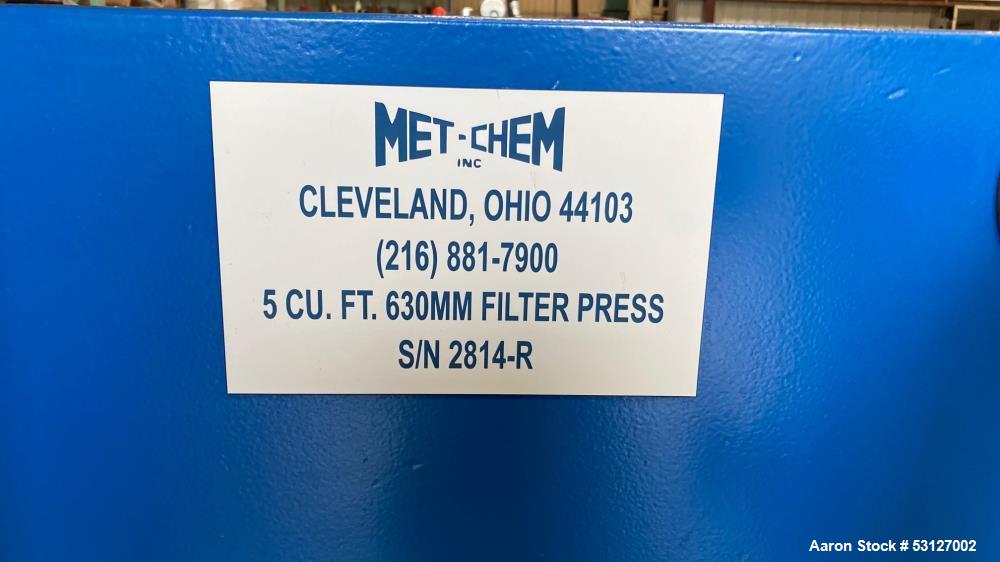 MET-CHEM
INC
CLEVELAND, OHIO 44103
(216) 881-7900
5 CU. FT. 630MM FILTER PRESS
S/N 2814-R
Aaron Stock # 53127002